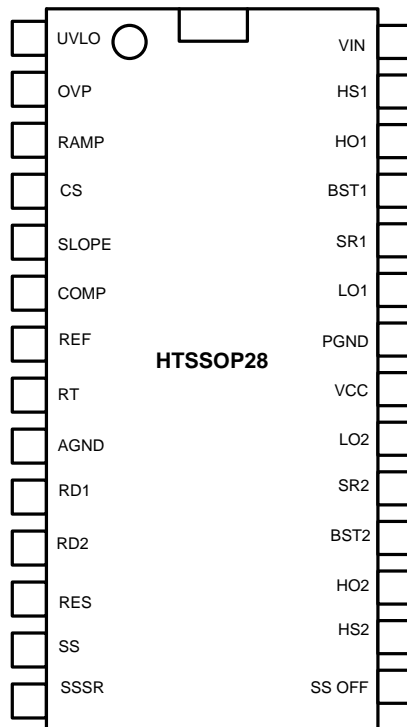 UVLO
OVP
RAMP
CS
SLOPE
COMP
REF
RT
AGND
RD1
RD2
RES
SS
SSSR
HTSSOP28
VIN
HS1
HO1
BST1
SR1
LO1
PGND
VCC
LO2
SR2
BST2
HO2
HS2
SS OFF